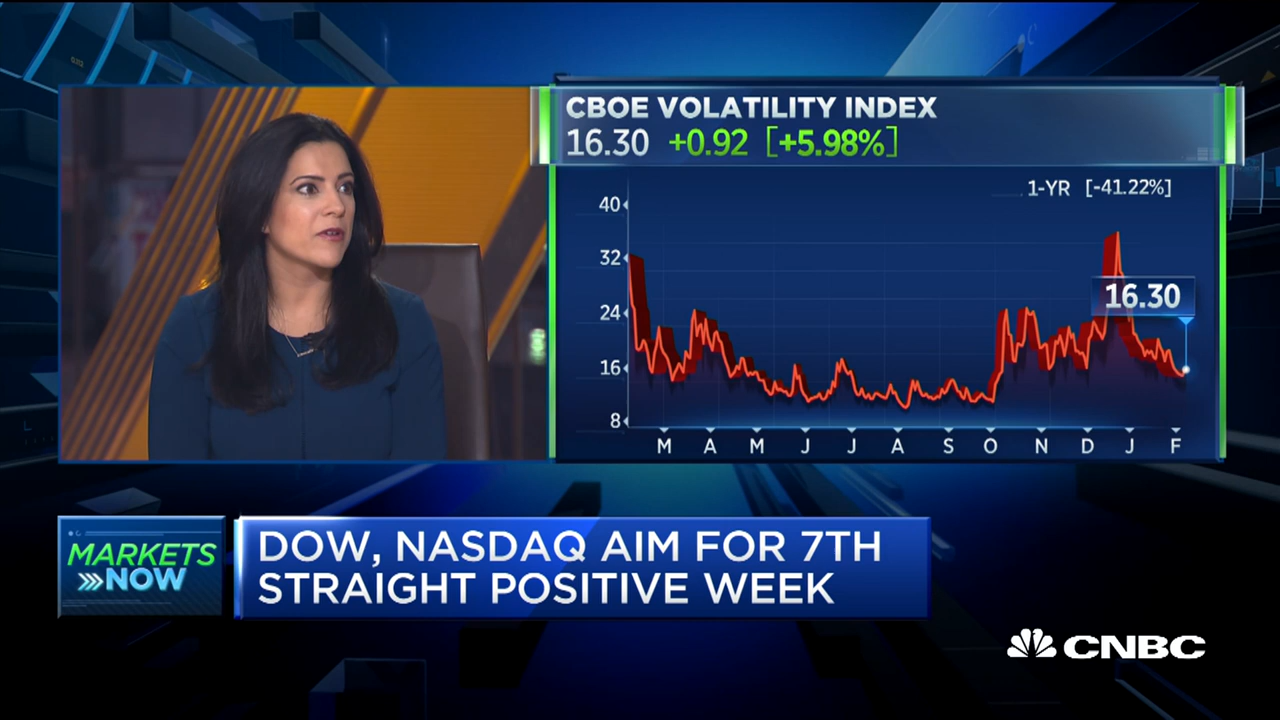 CBOE VOLATILITY INDEX
16.30 +0.92 [+5.98%]
1-YR [-41.22%]
40
32
24
16
8
16.30
M A M J J A S O N D J F
MARKETS
NOW
DOW, NASDAQ AIM FOR 7TH
STRAIGHT POSITIVE WEEK
CNBC